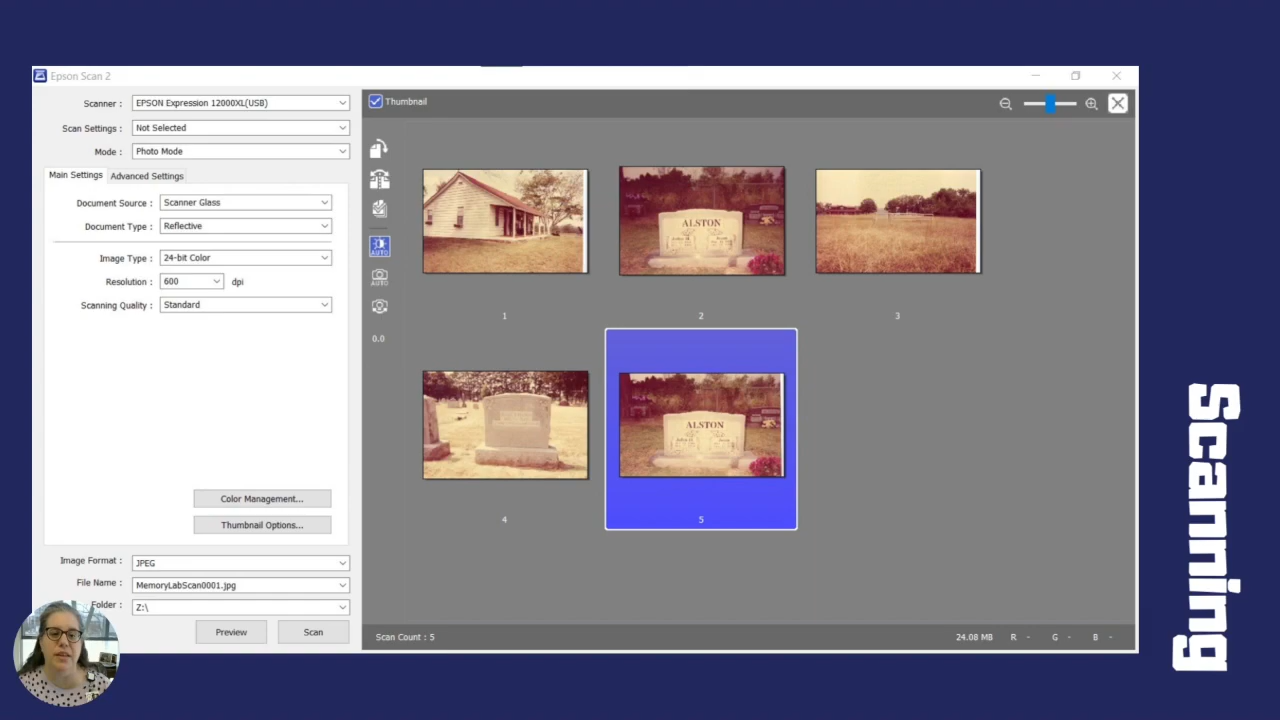 Epson Scan 2
Scanner : EPSON Expression 12000XL(USB)
Scan Settings : Not Selected
Mode : Photo Mode
Main Settings Advanced Settings
Document Source : Scanner Glass
Document Type : Reflective
Image Type : 24-bit Color
Resolution : 600 dpi
Scanning Quality : Standard
Color Management...
Thumbnail Options...
Image Format : JPEG
File Name : MemoryLabScan0001.jpg
Folder : Z:\
Preview Scan
Thumbnail
AUTO
AUTO
0.0
ALSTON
1 2 3
ALSTON
4 5
Scan Count : 5 24.08 MB R - G - B -
Scanning